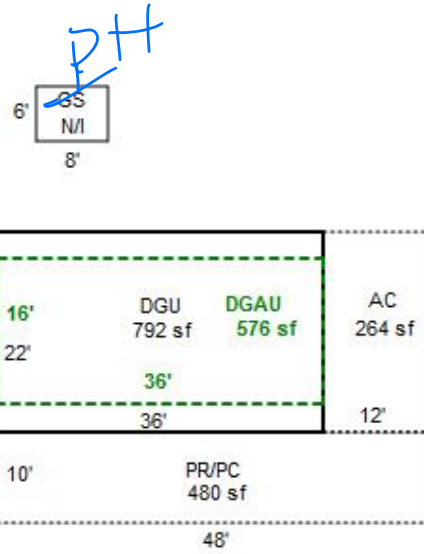 PH
6'
GS
N/I
8'
16'
DGU
792 sf
DGAU
576 sf
AC
264 sf
22'
36'
36'
12'
10'
PR/PC
480 sf
48'